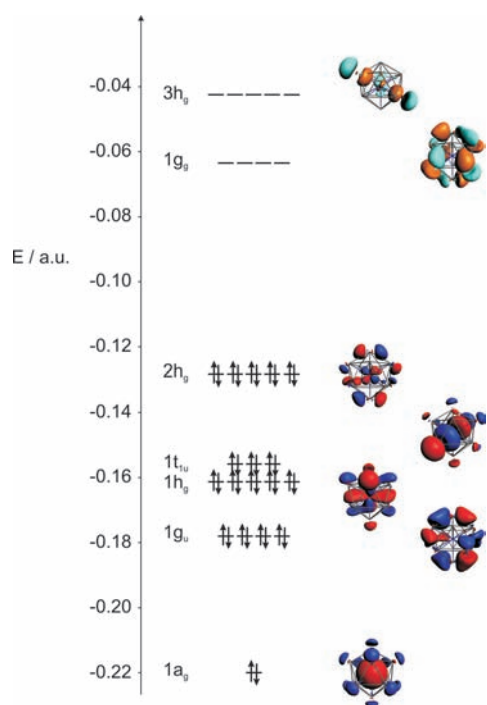 -0.04
3hg
-0.06
1gg
-0.08
E / a.u.
-0.10
-0.12
2hg
-0.14
1t1u
-0.16
1hg
1gu
-0.18
-0.20
1ag
-0.22